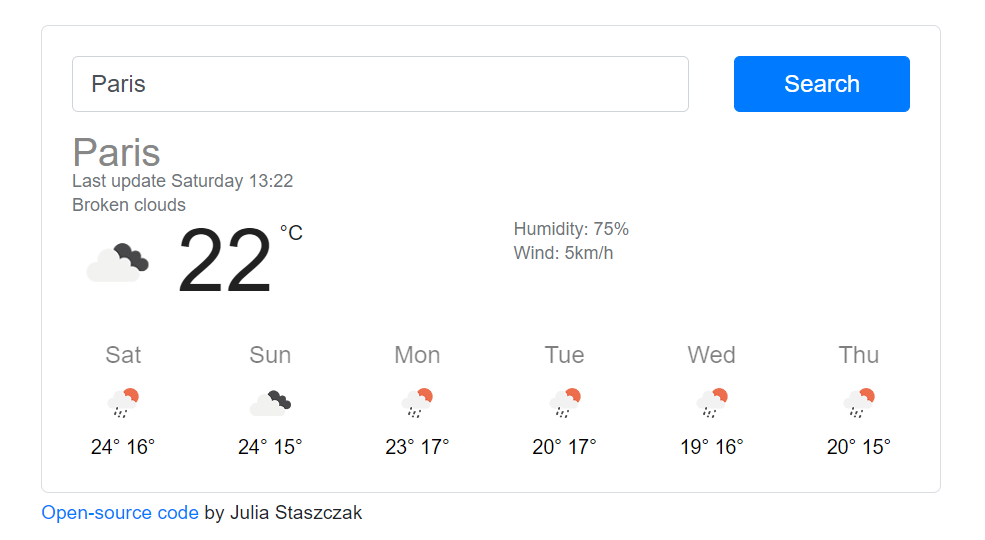 Paris
Search
Paris
Last update Saturday 13:22
Broken clouds
22 °C
Humidity: 75%
Wind: 5km/h
Sat Sun Mon Tue Wed Thu
24° 16° 24° 15° 23° 17° 20° 17° 19° 16° 20° 15°
Open-source code by Julia Staszczak